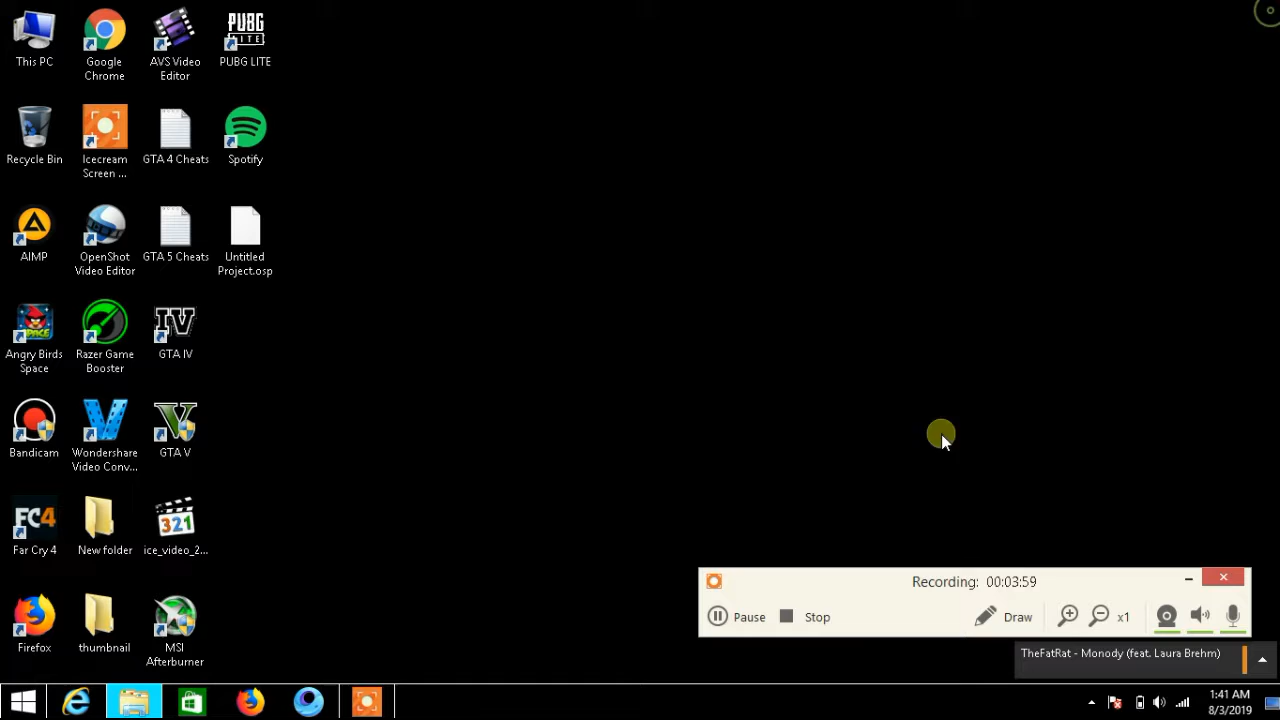 This PC
Google
Chrome
AVS Video
Editor
PUBG
LITE
PUBG LITE
Recycle Bin
Icecream
Screen ...
GTA 4 Cheats
Spotify
AIMP
OpenShot
Video Editor
GTA 5 Cheats
Untitled
Project.osp
SPACE
Angry Birds
Space
Razer Game
Booster
IV
GTA IV
Bandicam
Wondershare
Video Conv...
V
GTA V
FC4
Far Cry 4
New folder
321
ice_video_2...
Firefox
thumbnail
MSI
Afterburner
Recording: 00:03:59
Pause
Stop
Draw
x1
TheFatRat - Monody (feat. Laura Brehm)
1:41 AM
8/3/2019